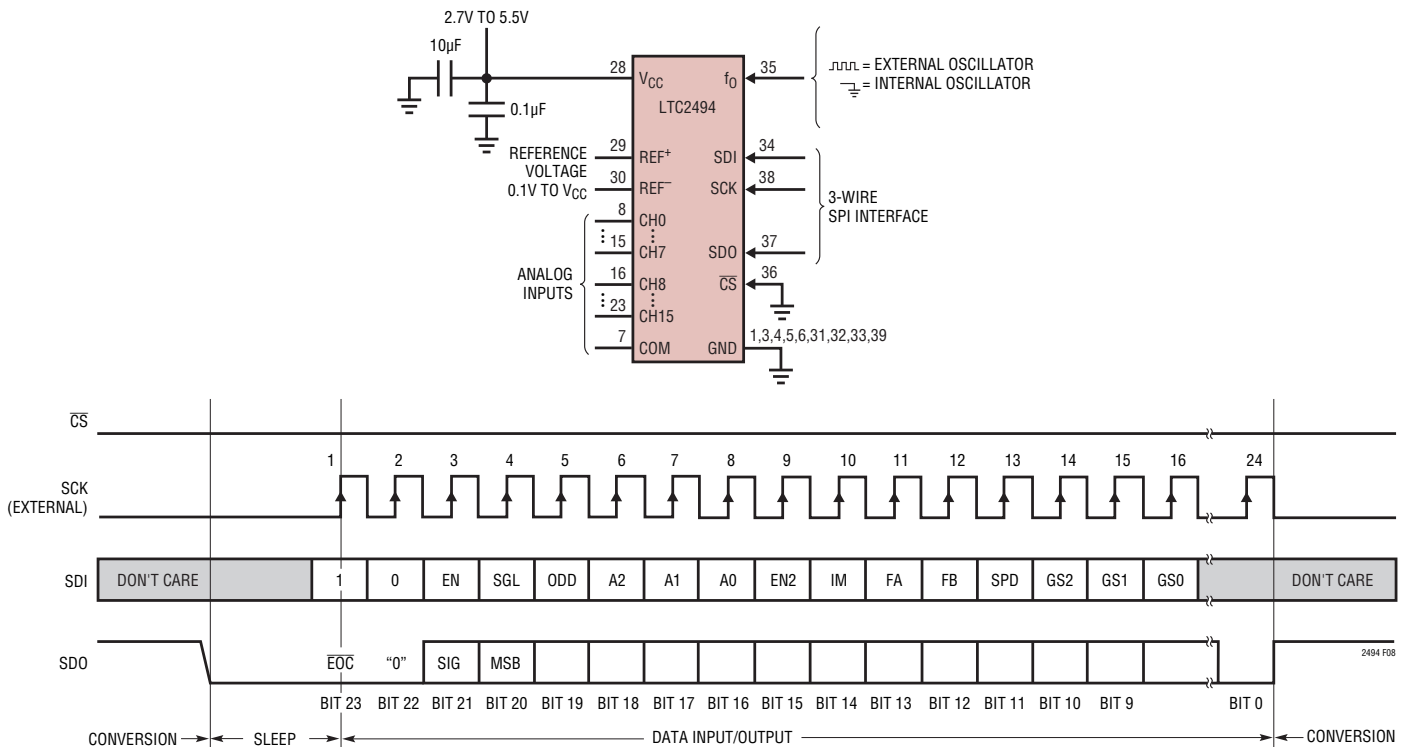 2.7V TO 5.5V
10µF
0.1µF
28 VCC
fO 35
= EXTERNAL OSCILLATOR
= INTERNAL OSCILLATOR
LTC2494
REFERENCE
VOLTAGE
0.1V TO VCC
29 REF+
30 REF–
SDI 34
SCK 38
3-WIRE
SPI INTERFACE
8 CH0
15 CH7
SDO 37
ANALOG
INPUTS
16 CH8
CS 36
23 CH15
7 COM
GND 1,3,4,5,6,31,32,33,39
CS
SCK
(EXTERNAL)
1 2 3 4 5 6 7 8 9 10 11 12 13 14 15 16 24
SDI
DON'T CARE 1 0 EN SGL ODD A2 A1 A0 EN2 IM FA FB SPD GS2 GS1 GS0 DON'T CARE
SDO
EOC "0" SIG MSB
2494 F08
BIT 23 BIT 22 BIT 21 BIT 20 BIT 19 BIT 18 BIT 17 BIT 16 BIT 15 BIT 14 BIT 13 BIT 12 BIT 11 BIT 10 BIT 9 BIT 0
CONVERSION SLEEP DATA INPUT/OUTPUT CONVERSION